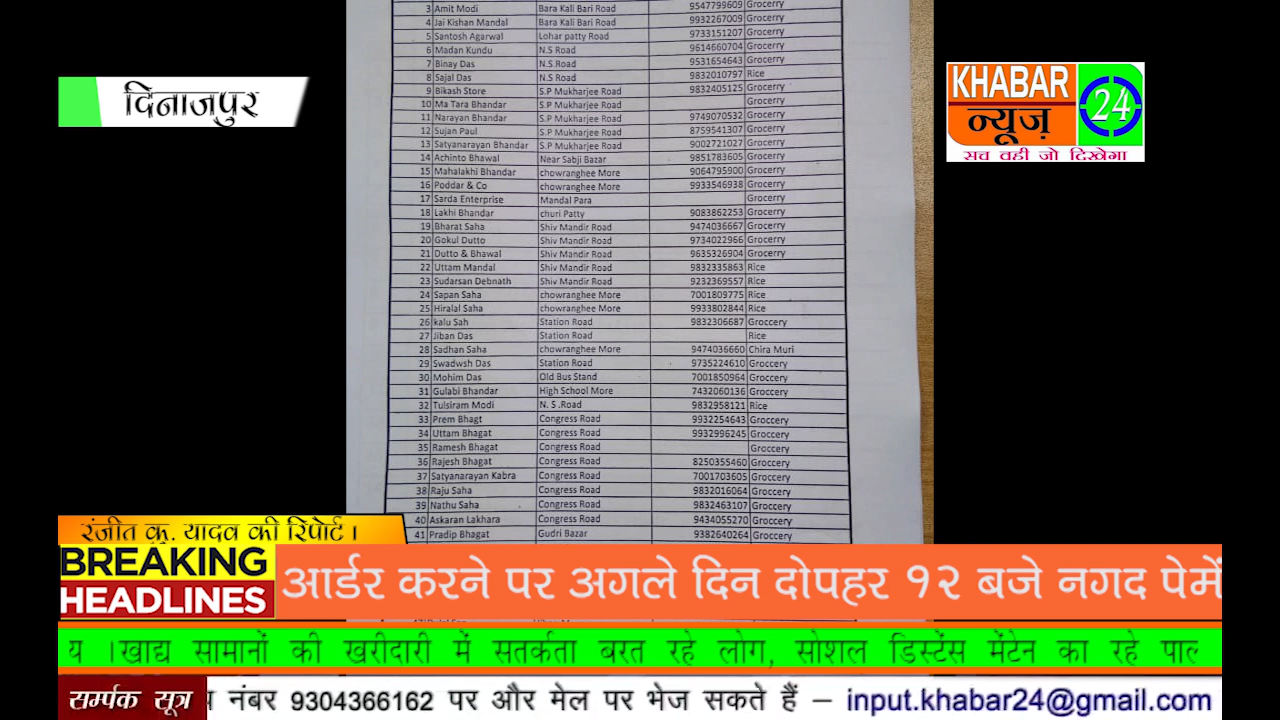 3 Amit Modi Bara Kali Bari Road 9547799609 Grocerry
4 Jai Kishan Mandal Bara Kali Bari Road 9932267009 Grocerry
5 Santosh Agarwal Lohar patty Road 9733151207 Grocerry
6 Madan Kundu N.S Road 9614660704 Grocerry
7 Binay Das N.S.Road 9531654643 Grocerry
8 Sajal Das N.S Road 9832010797 Rice
9 Bikash Store S.P Mukharjee Road 9832405125 Grocerry
10 Ma Tara Bhandar S.P Mukharjee Road Grocerry
11 Narayan Bhandar S.P Mukharjee Road 9749070532 Grocerry
12 Sujan Paul S.P Mukharjee Road 8759541307 Grocerry
13 Satyanarayan Bhandar S.P Mukharjee Road 9002721027 Grocerry
14 Achinto Bhawal Near Sabji Bazar 9851783605 Grocerry
15 Mahalakhi Bhandar chowranghee More 9064795900 Grocerry
16 Poddar & Co chowranghee More 9933546938 Grocerry
17 Sarda Enterprise Mandal Para Grocerry
18 Lakhi Bhandar churi Patty 9083862253 Grocerry
19 Bharat Saha Shiv Mandir Road 9474036667 Grocerry
20 Gokul Dutto Shiv Mandir Road 9734022966 Grocerry
21 Dutto & Bhawal Shiv Mandir Road 9635326904 Grocerry
22 Uttam Mandal Shiv Mandir Road 9832335863 Rice
23 Sudarsan Debnath Shiv Mandir Road 9232369557 Rice
24 Sapan Saha chowranghee More 7001809775 Rice
25 Hiralal Saha chowranghee More 9933802844 Rice
26 kalu Sah Station Road 9832306687 Groccery
27 Jiban Das Station Road Rice
28 Sadhan Saha chowranghee More 9474036660 Chira Muri
29 Swadwsh Das Station Road 9735224610 Groccery
30 Mohim Das Old Bus Stand 7001850964 Groccery
31 Gulabi Bhandar High School More 7432060136 Groccery
32 Tulsiram Modi N. S .Road 9832958121 Rice
33 Prem Bhagt Congress Road 9932254643 Groccery
34 Uttam Bhagat Congress Road 9932996245 Groccery
35 Ramesh Bhagat Congress Road Groccery
36 Rajesh Bhagat Congress Road 8250355460 Groccery
37 Satyanarayan Kabra Congress Road 7001703605 Groccery
38 Raju Saha Congress Road 9832016064 Groccery
39 Nathu Saha Congress Road 9832463107 Groccery
40 Askaran Lakhara Congress Road 9434055270 Groccery
41 Pradip Bhagat Gudri Bazar 9382640264 Groccery
दिनाजपुर
KHABAR
न्यूज़ 24
सच वही जो दिखेगा
रंजीत कु. यादव की रिपोर्ट।
BREAKING
HEADLINES
आर्डर करने पर अगले दिन दोपहर १२ बजे नगद पेमें
य ।खाद्य सामानों की खरीदारी में सतर्कता बरत रहे लोग, सोशल डिस्टेंस मेंटेन का रहे पाल
सर्म्पक सूत्र नंबर 9304366162 पर और मेल पर भेज सकते हैं – input.khabar24@gmail.com